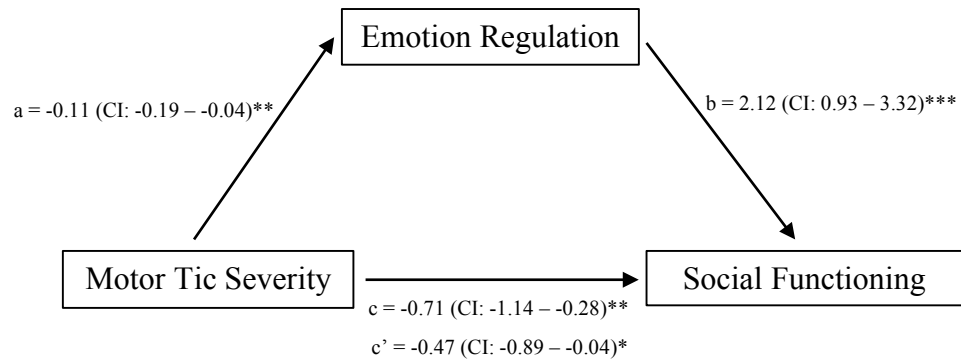 Emotion Regulation
a = -0.11 (CI: -0.19 – -0.04)**
b = 2.12 (CI: 0.93 – 3.32)***
Motor Tic Severity
Social Functioning
c = -0.71 (CI: -1.14 – -0.28)**
c’ = -0.47 (CI: -0.89 – -0.04)*